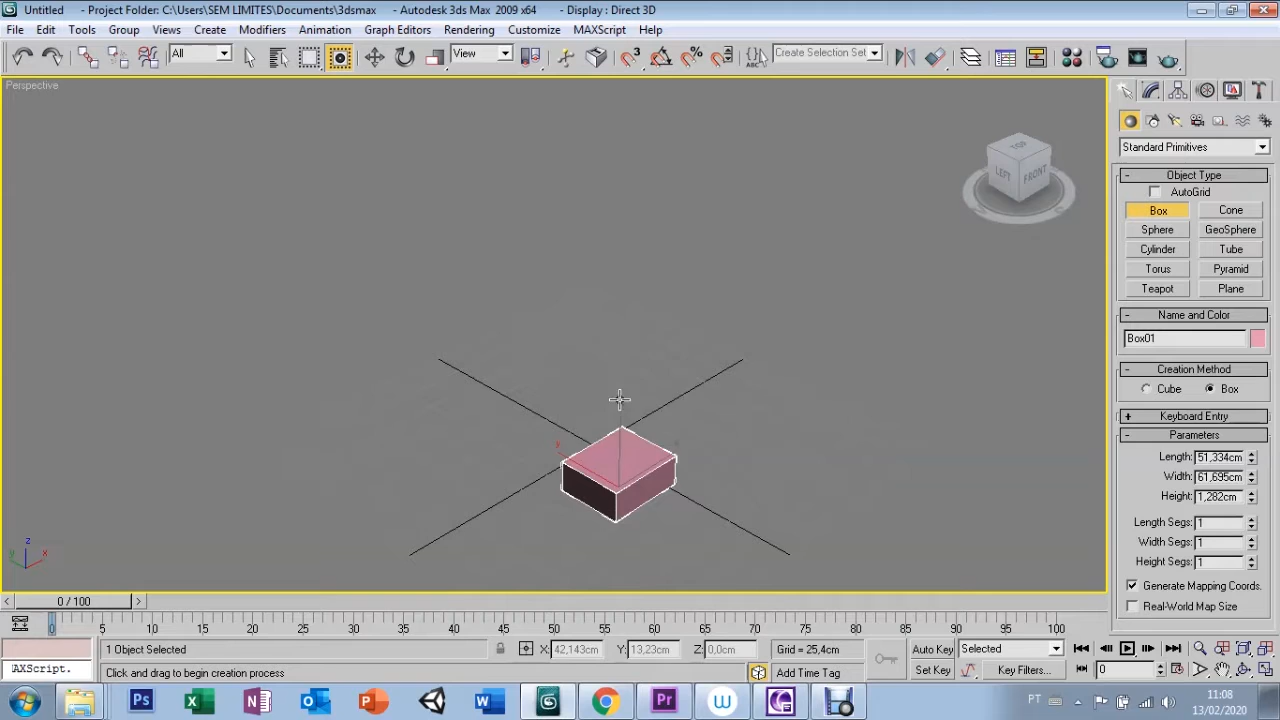 Untitled - Project Folder: C:\Users\SEM LIMITES\Documents\3dsmax - Autodesk 3ds Max 2009 x64 - Display : Direct 3D
File Edit Tools Group Views Create Modifiers Animation Graph Editors Rendering Customize MAXScript Help
All View Create Selection Set
Perspective
TOP
LEFT FRONT
Standard Primitives
- Object Type
AutoGrid
Box Cone
Sphere GeoSphere
Cylinder Tube
Torus Pyramid
Teapot Plane
- Name and Color
Box01
- Creation Method
Cube Box
+ Keyboard Entry
- Parameters
Length: 51,334cm
Width: 61,695cm
Height: 1,282cm
Length Segs: 1
Width Segs: 1
Height Segs: 1
Generate Mapping Coords.
Real-World Map Size
z
y x
< 0 / 100 >
0 5 10 15 20 25 30 35 40 45 50 55 60 65 70 75 80 85 90 95 100
1 Object Selected X: 42,143cm Y: 13,23cm Z: 0,0cm Grid = 25,4cm Auto Key Selected
AXScript. Click and drag to begin creation process Add Time Tag Set Key Key Filters... 0
PT 11:08
13/02/2020